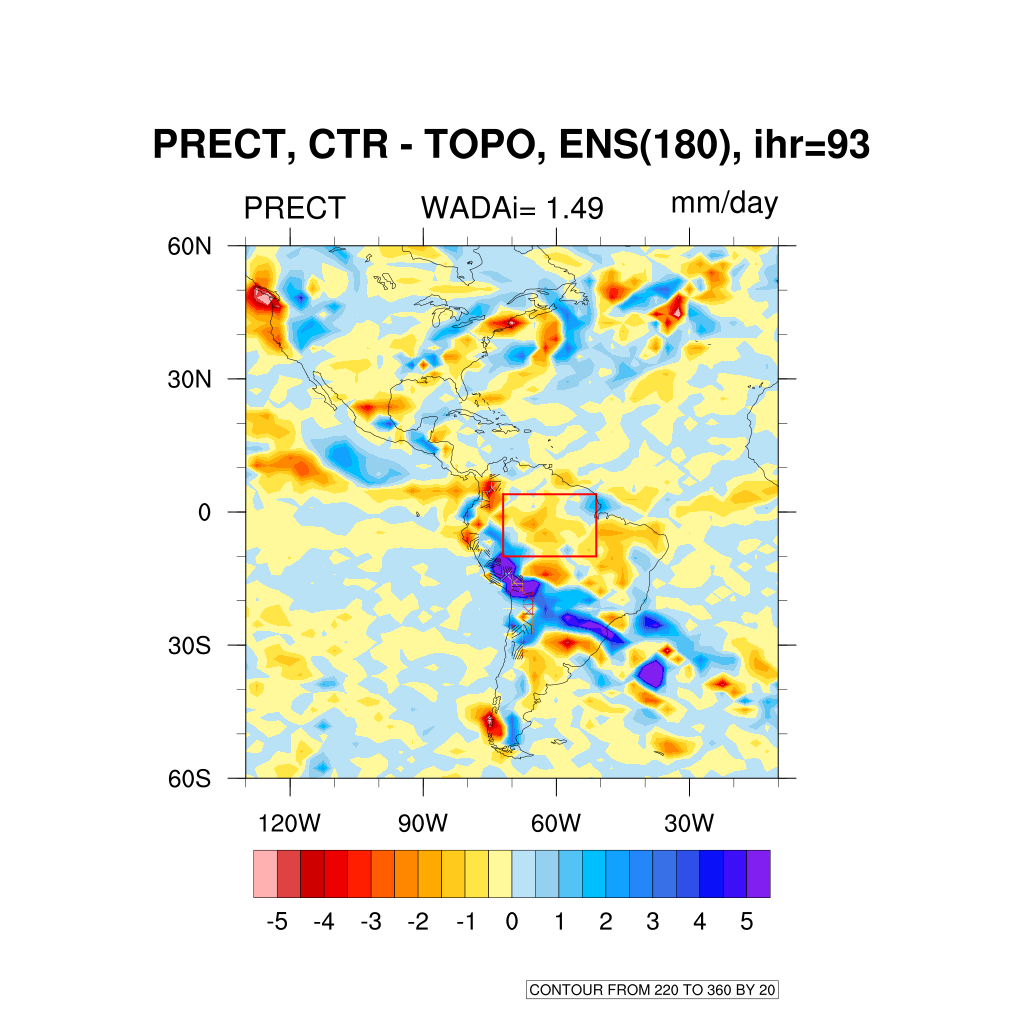 PRECT, CTR - TOPO, ENS(180), ihr=93
PRECT WADAi= 1.49 mm/day
60N
30N
0
30S
60S
120W 90W 60W 30W
-5 -4 -3 -2 -1 0 1 2 3 4 5
CONTOUR FROM 220 TO 360 BY 20